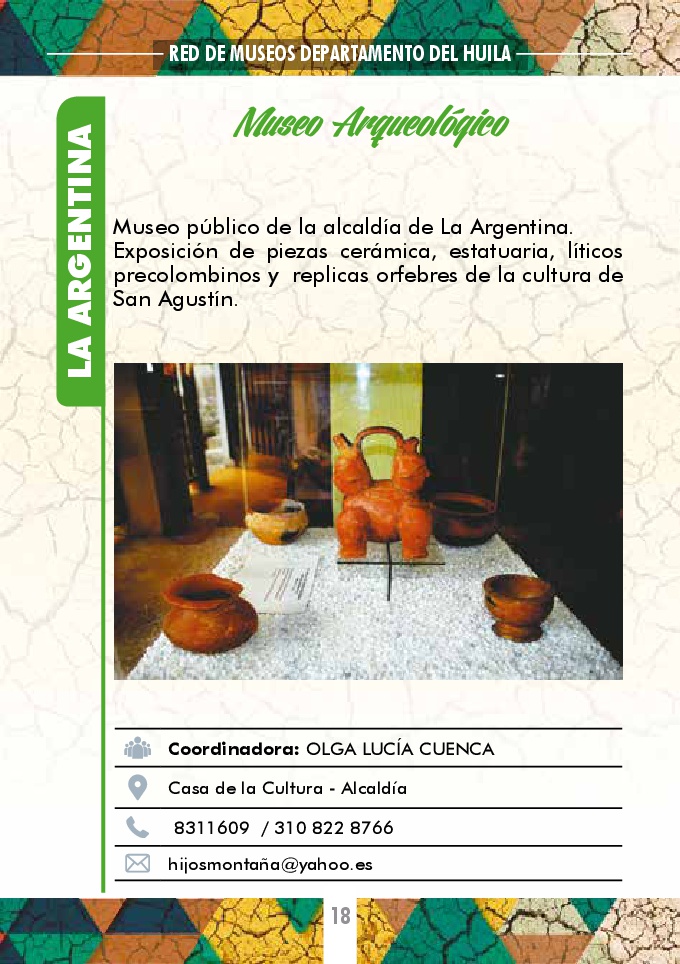 RED DE MUSEOS DEPARTAMENTO DEL HUILA
LA ARGENTINA
Museo Arqueológico
Museo público de la alcaldía de La Argentina.
Exposición de piezas cerámica, estatuaria, líticos
precolombinos y replicas orfebres de la cultura de
San Agustín.
Coordinadora: OLGA LUCÍA CUENCA
Casa de la Cultura - Alcaldía
8311609 / 310 822 8766
hijosmontaña@yahoo.es
18